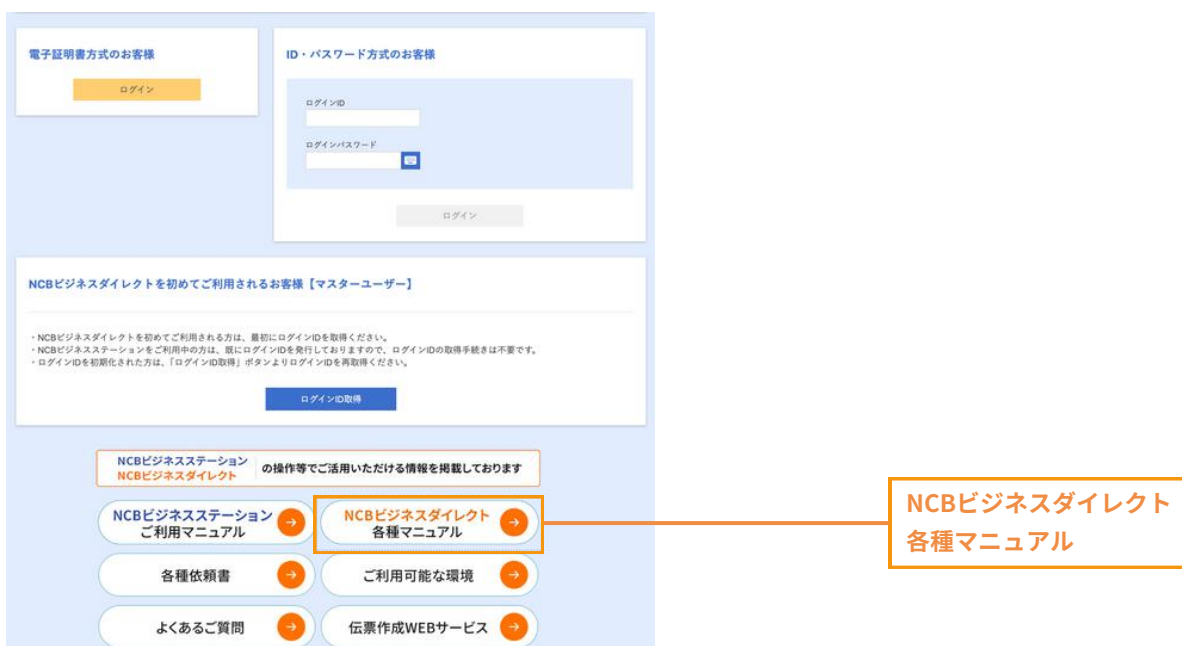 電子証明書方式のお客様
ログイン
ID・パスワード方式のお客様
ログインID
ログインパスワード
ログイン
NCBビジネスダイレクトを初めてご利用されるお客様【マスターユーザー】
・NCBビジネスダイレクトを初めてご利用される方は、最初にログインIDを取得ください。
・NCBビジネスステーションをご利用中の方は、既にログインIDを発行しておりますので、ログインIDの取得手続きは不要です。
・ログインIDを初期化された方は、「ログインID取得」ボタンよりログインIDを再取得ください。
ログインID取得
NCBビジネスステーション
NCBビジネスダイレクト
の操作等でご活用いただける情報を掲載しております
NCBビジネスステーション
ご利用マニュアル
NCBビジネスダイレクト
各種マニュアル
各種依頼書
ご利用可能な環境
よくあるご質問
伝票作成WEBサービス
NCBビジネスダイレクト
各種マニュアル